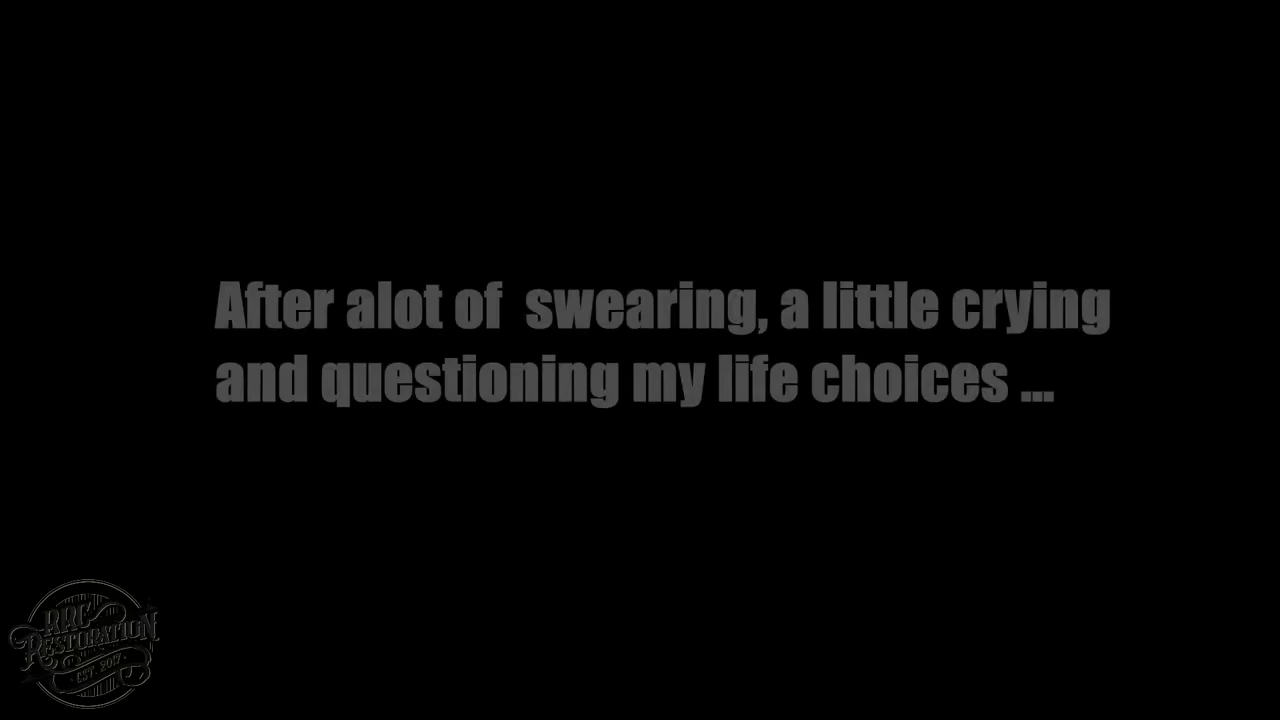 After alot of  swearing, a little crying
and questioning my life choices ...
RRC
RESTORATION
EST. 2017